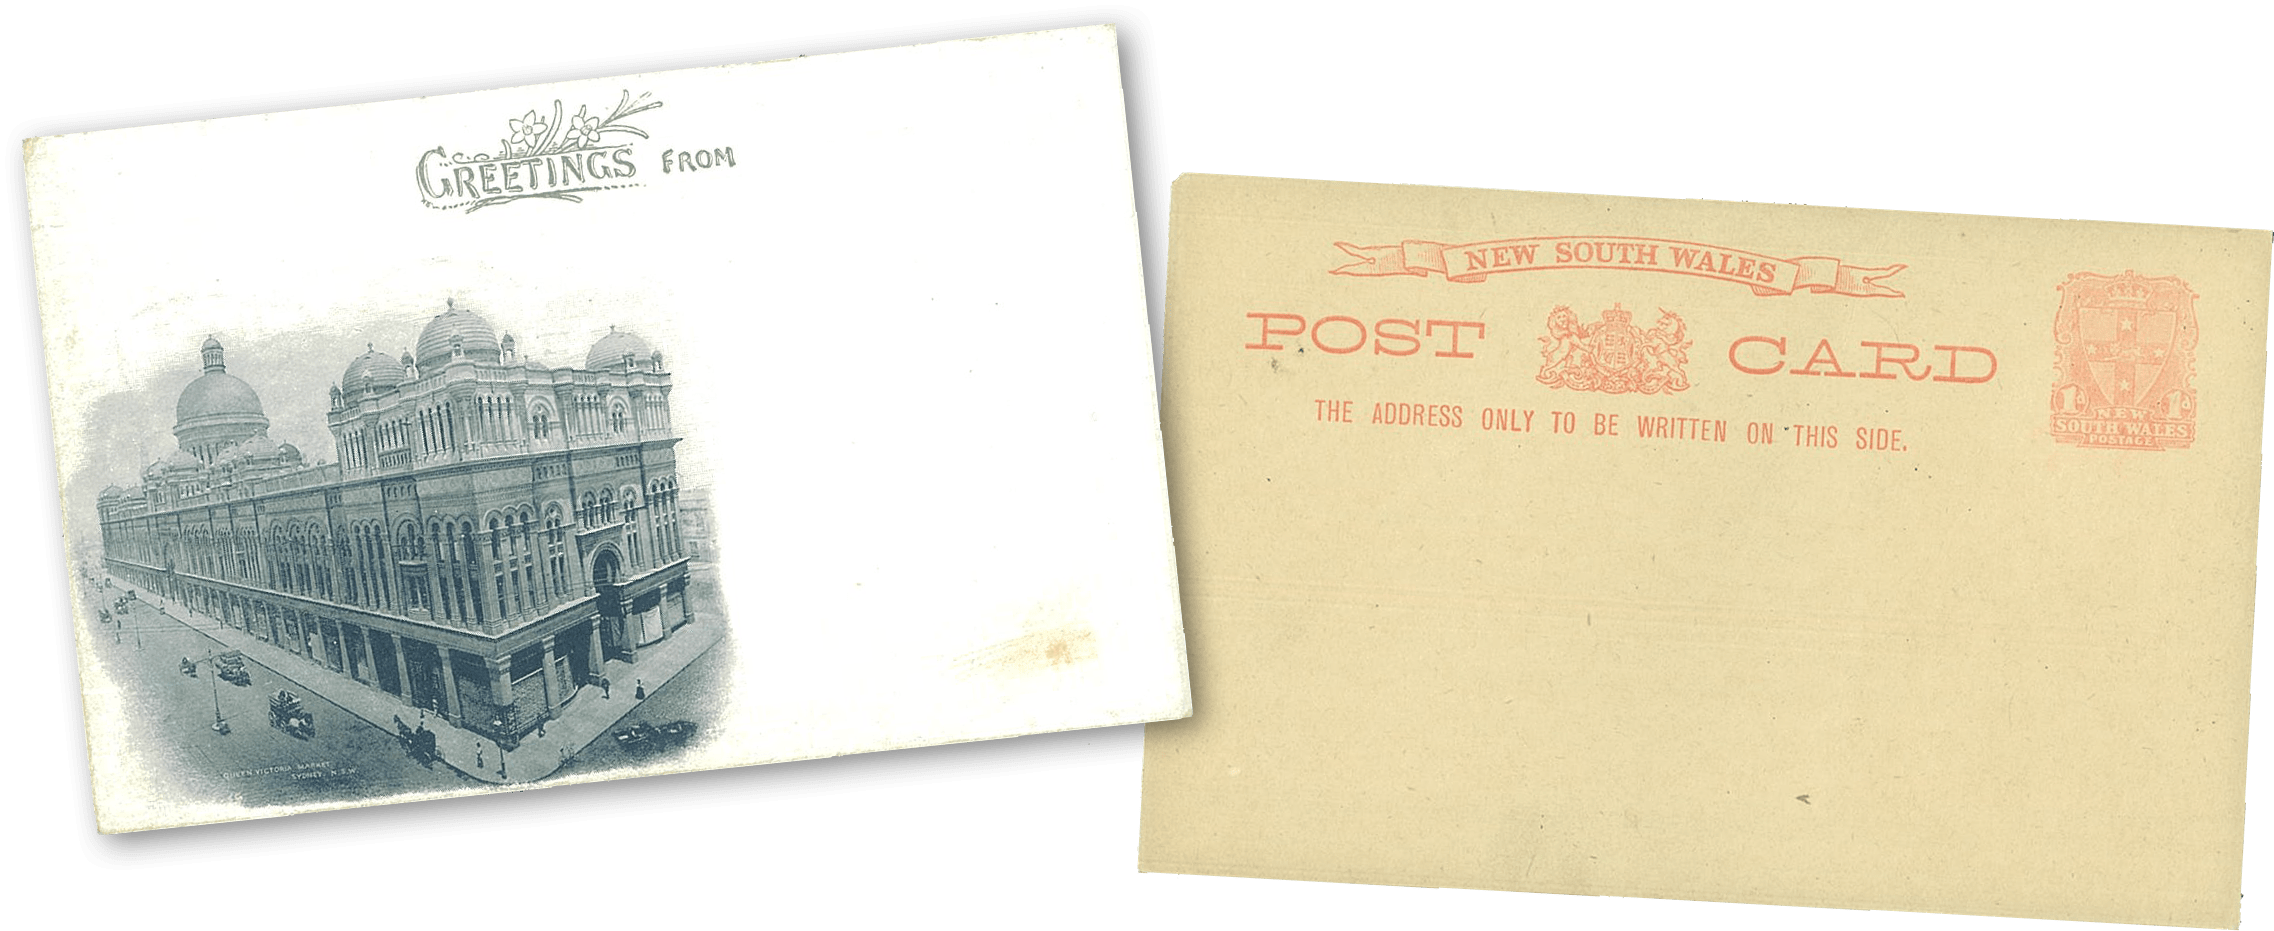 GREETINGS FROM
QUEEN VICTORIA MARKET
SYDNEY. N.S.W.
NEW SOUTH WALES
POST CARD
THE ADDRESS ONLY TO BE WRITTEN ON THIS SIDE.
1D 1D
NEW
SOUTH WALES
POSTAGE